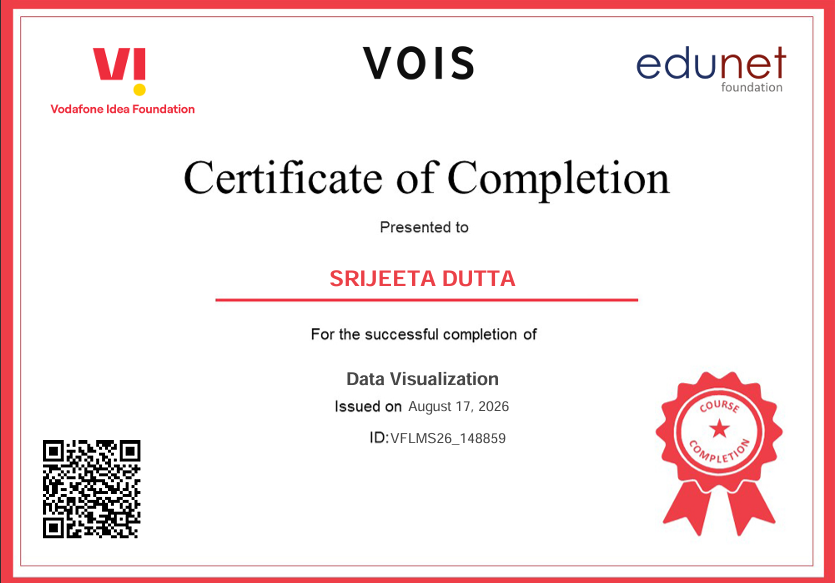 VI
Vodafone Idea Foundation
VOIS
edunet
foundation
Certificate of Completion
Presented to
SRIJEETA DUTTA
For the successful completion of
Data Visualization
Issued on August 17, 2026
ID:VFLMS26_148859
COURSE
COMPLETION